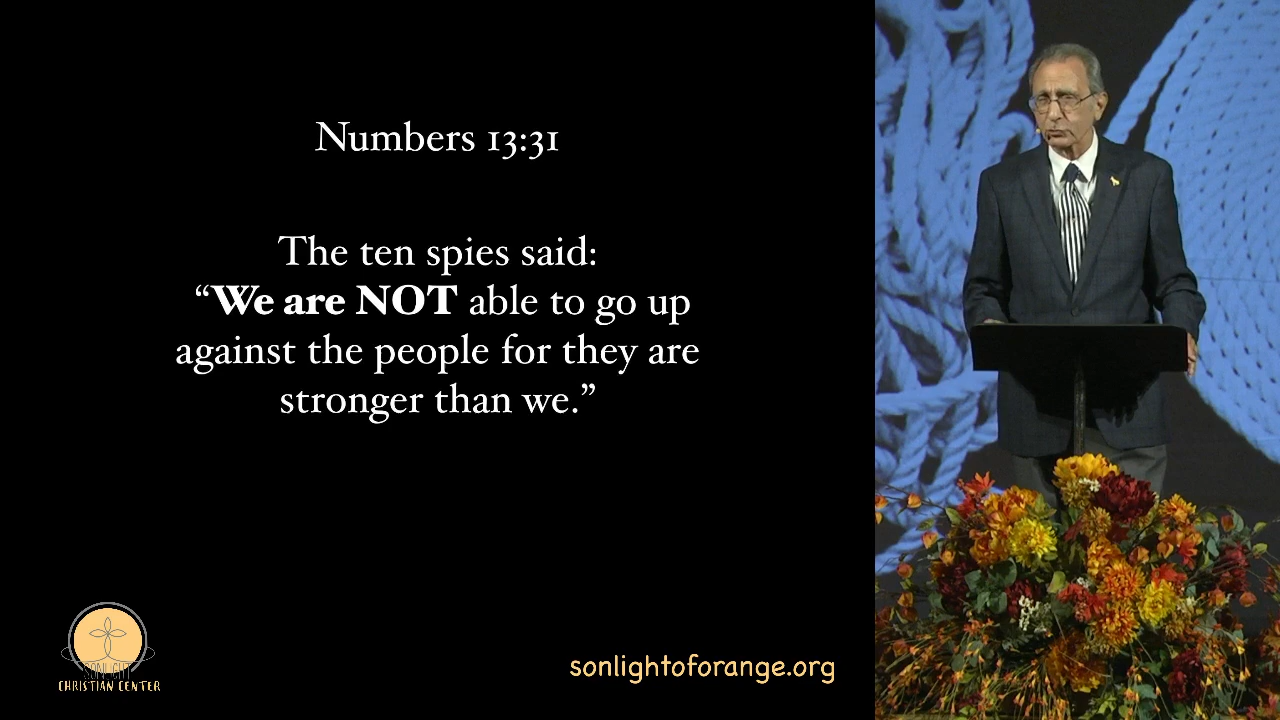 Numbers 13:31
The ten spies said:
“We are NOT able to go up
against the people for they are
stronger than we.”
SONLIGHT
CHRISTIAN CENTER
sonlightoforange.org